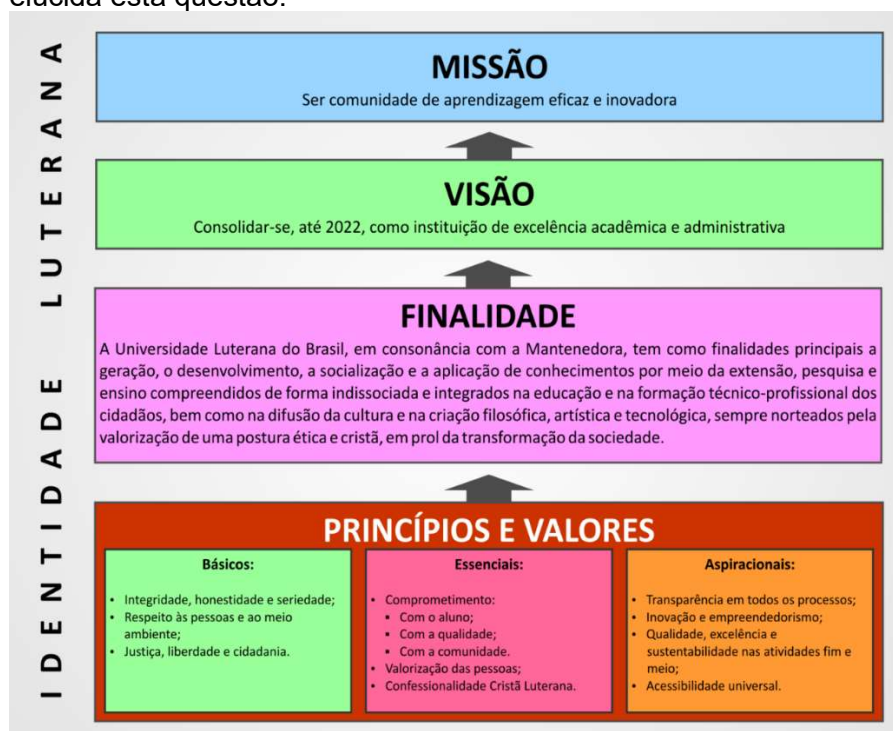 elucida esta questão.
IDENTIDADE LUTERANA
MISSÃO
Ser comunidade de aprendizagem eficaz e inovadora
VISÃO
Consolidar-se, até 2022, como instituição de excelência acadêmica e administrativa
FINALIDADE
A Universidade Luterana do Brasil, em consonância com a Mantenedora, tem como finalidades principais a
geração, o desenvolvimento, a socialização e a aplicação de conhecimentos por meio da extensão, pesquisa e
ensino compreendidos de forma indissociada e integrados na educação e na formação técnico-profissional dos
cidadãos, bem como na difusão da cultura e na criação filosófica, artística e tecnológica, sempre norteados pela
valorização de uma postura ética e cristã, em prol da transformação da sociedade.
PRINCÍPIOS E VALORES
Básicos:
• Integridade, honestidade e seriedade;
• Respeito às pessoas e ao meio
ambiente;
• Justiça, liberdade e cidadania.
Essenciais:
• Comprometimento:
▪ Com o aluno;
▪ Com a qualidade;
▪ Com a comunidade.
• Valorização das pessoas;
• Confessionalidade Cristã Luterana.
Aspiracionais:
• Transparência em todos os processos;
• Inovação e empreendedorismo;
• Qualidade, excelência e
sustentabilidade nas atividades fim e
meio;
• Acessibilidade universal.